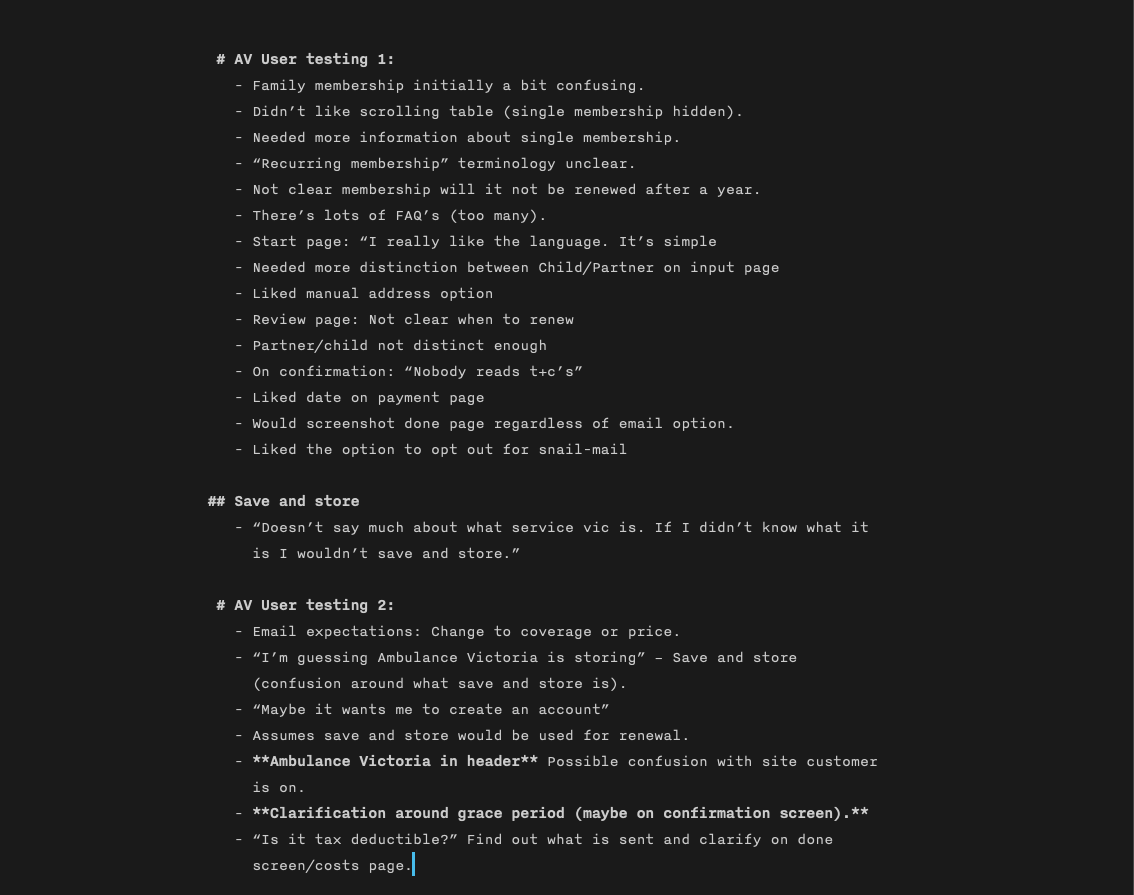 # AV User testing 1:
- Family membership initially a bit confusing.
- Didn’t like scrolling table (single membership hidden).
- Needed more information about single membership.
- “Recurring membership” terminology unclear.
- Not clear membership will it not be renewed after a year.
- There’s lots of FAQ’s (too many).
- Start page: “I really like the language. It’s simple
- Needed more distinction between Child/Partner on input page
- Liked manual address option
- Review page: Not clear when to renew
- Partner/child not distinct enough
- On confirmation: “Nobody reads t+c’s”
- Liked date on payment page
- Would screenshot done page regardless of email option.
- Liked the option to opt out for snail-mail
## Save and store
- “Doesn’t say much about what service vic is. If I didn’t know what it
is I wouldn’t save and store.”
# AV User testing 2:
- Email expectations: Change to coverage or price.
- “I’m guessing Ambulance Victoria is storing” – Save and store
(confusion around what save and store is).
- “Maybe it wants me to create an account”
- Assumes save and store would be used for renewal.
- **Ambulance Victoria in header** Possible confusion with site customer
is on.
- **Clarification around grace period (maybe on confirmation screen).**
- “Is it tax deductible?” Find out what is sent and clarify on done
screen/costs page.